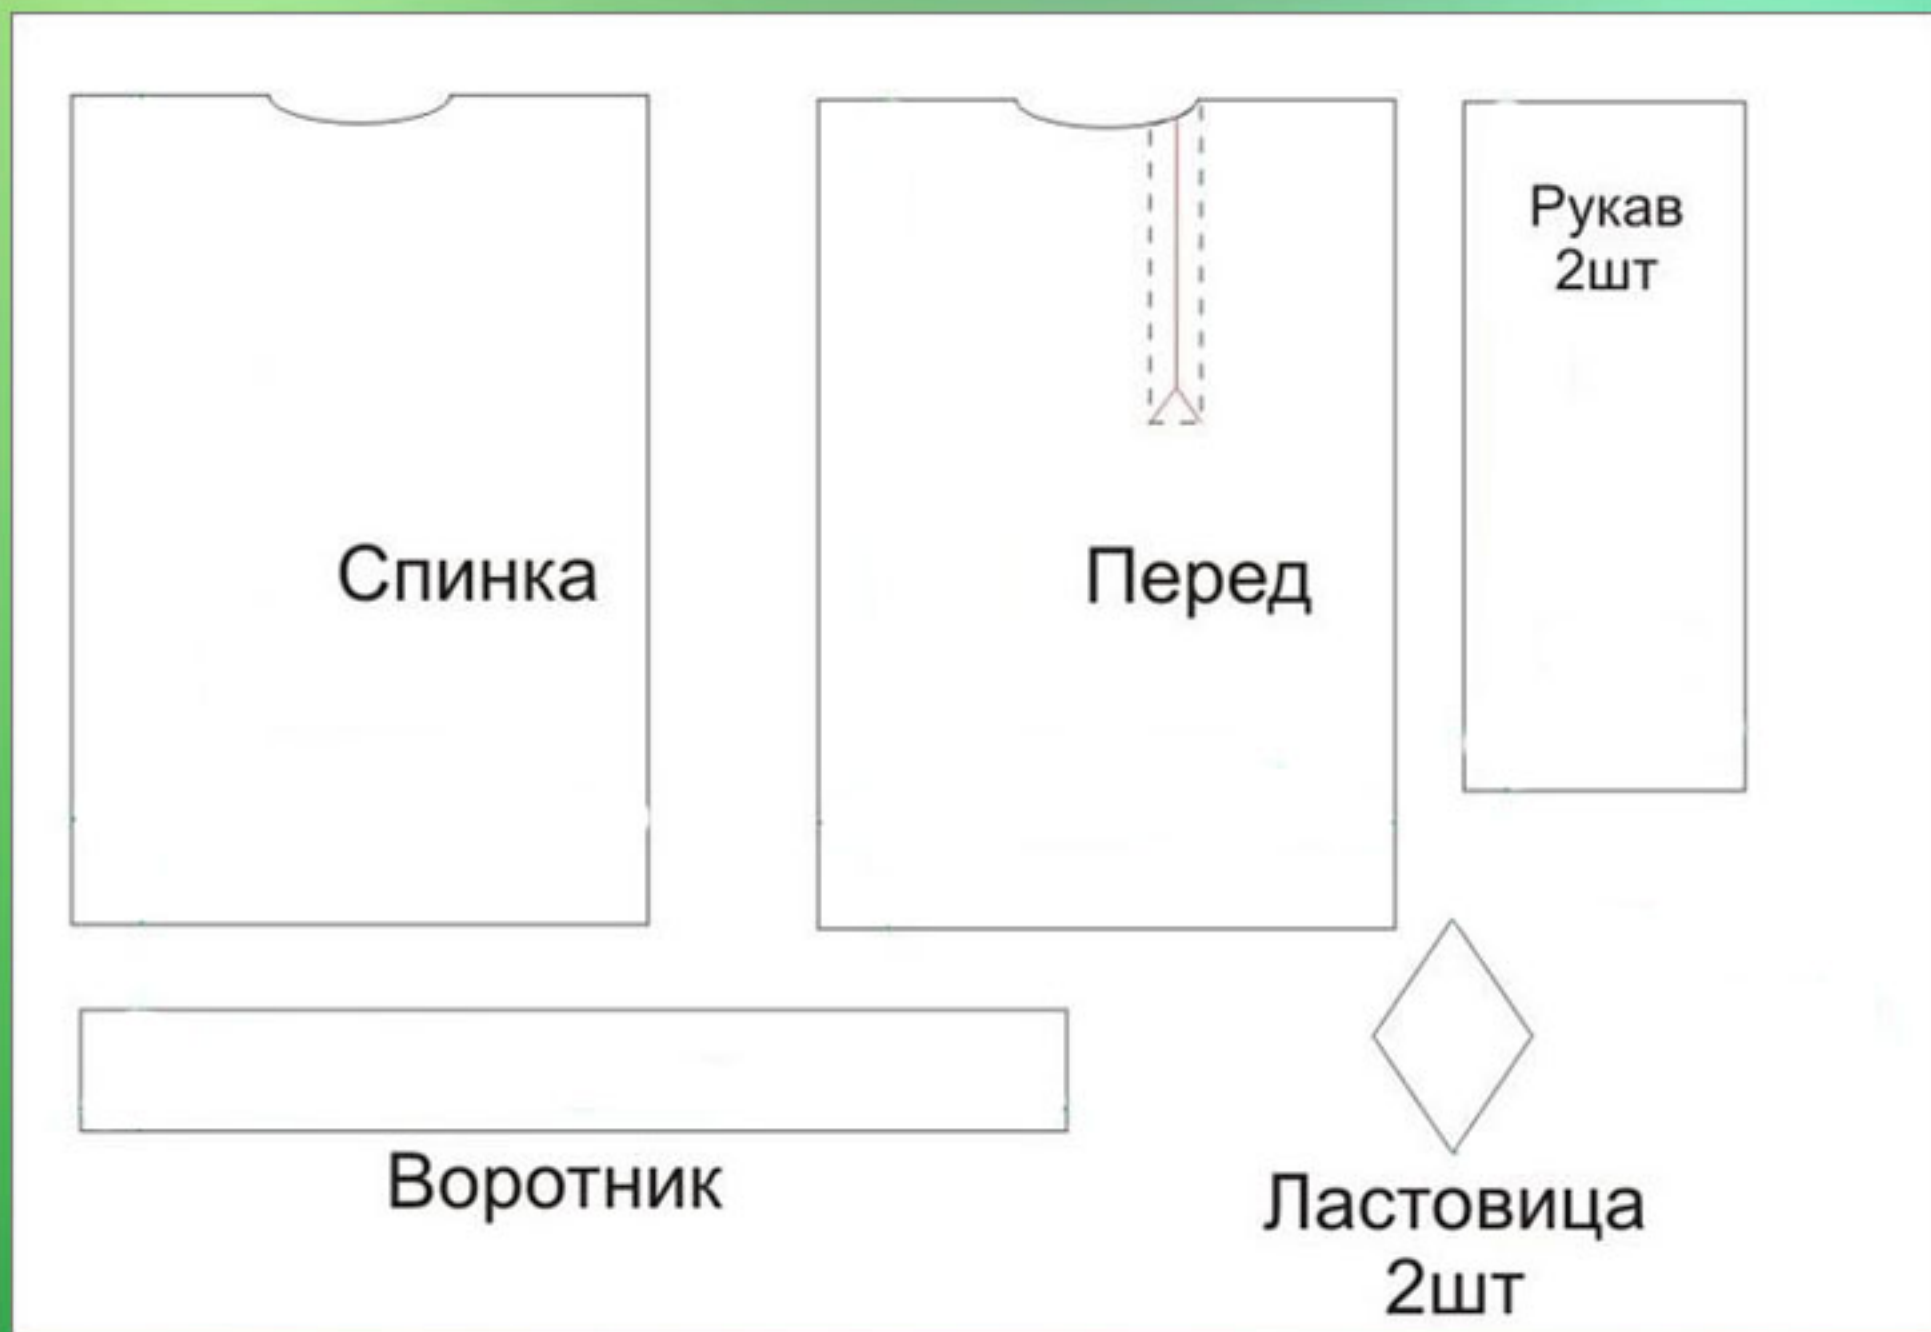 Спинка
Перед
Рукав
2шт
Воротник
Ластовица
2шт